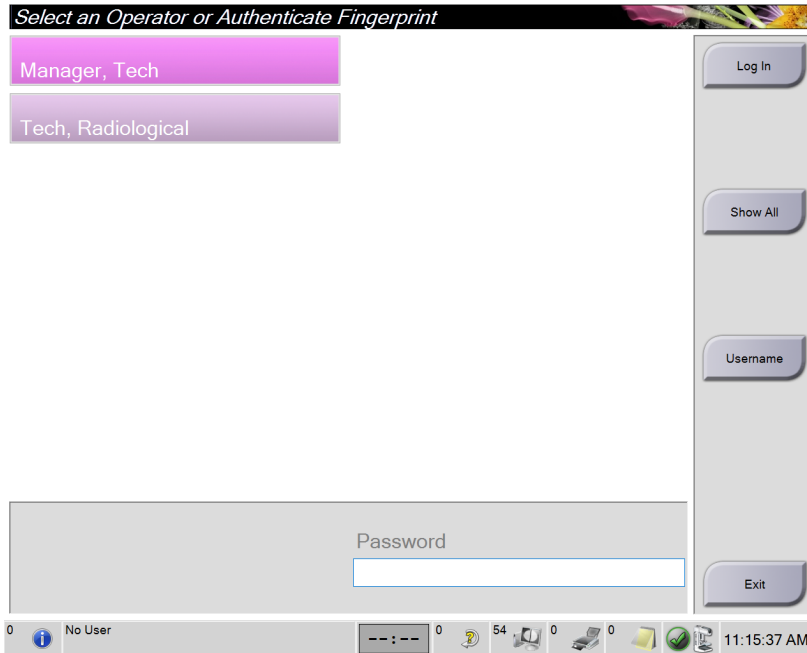 Select an Operator or Authenticate Fingerprint
Manager, Tech
Tech, Radiological
Log In
Show All
Username
Password
Exit
0 No User --:-- 0 54 0 0 11:15:37 AM